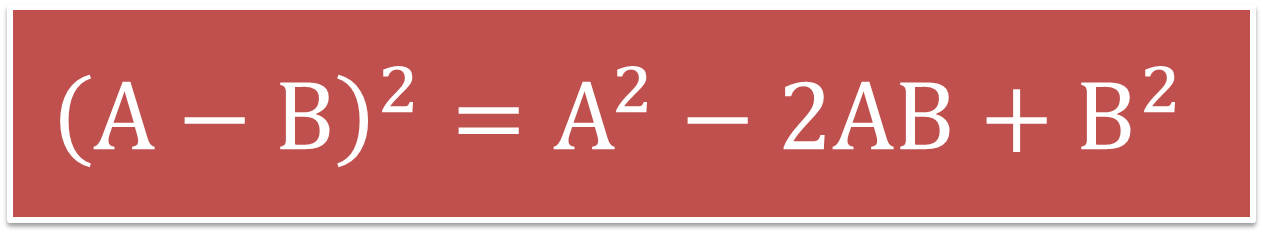 (A − B)² = A² − 2AB + B²